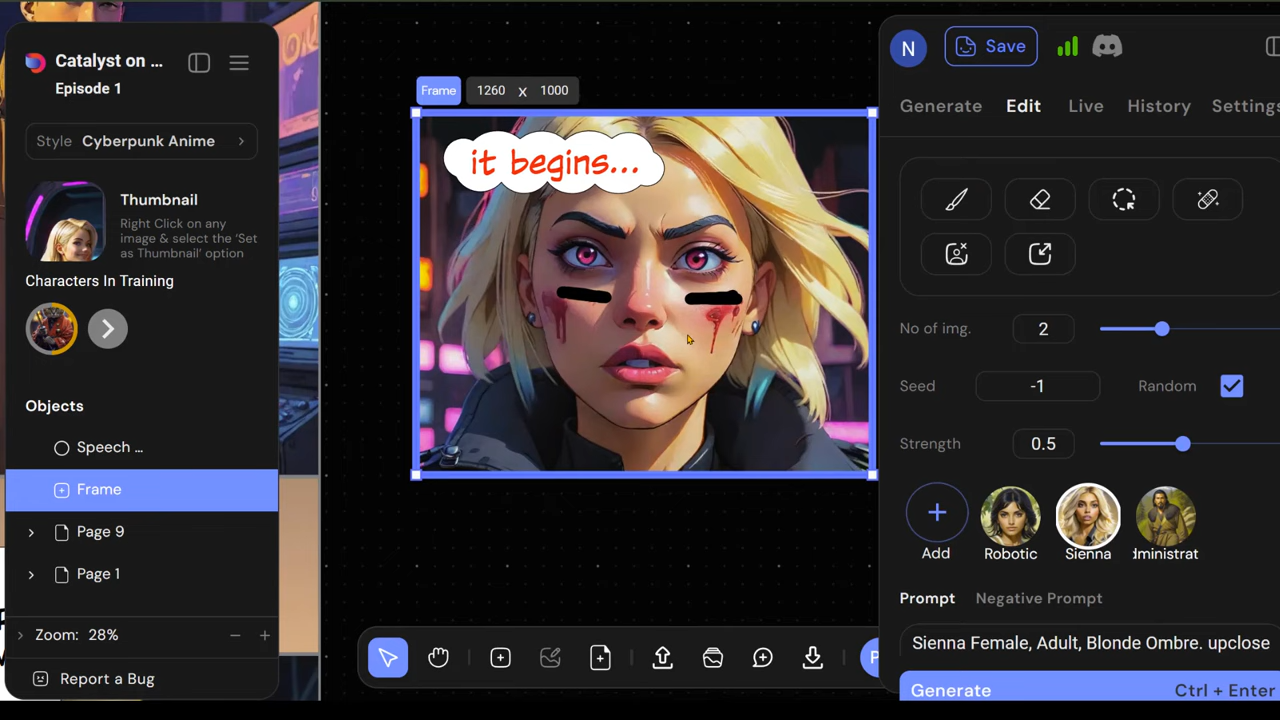 Catalyst on ...
Episode 1
Style Cyberpunk Anime
Thumbnail
Right Click on any
image & select the 'Set
as Thumbnail' option
Characters In Training
Objects
Speech ...
Frame
Page 9
Page 1
Zoom: 28%
Report a Bug
Frame 1260 x 1000
it begins...
N Save
Generate Edit Live History Settings
No of img. 2
Seed -1 Random
Strength 0.5
Add Robotic Sienna
Prompt Negative Prompt
Sienna Female, Adult, Blonde Ombre. upclose
Generate Ctrl + Enter